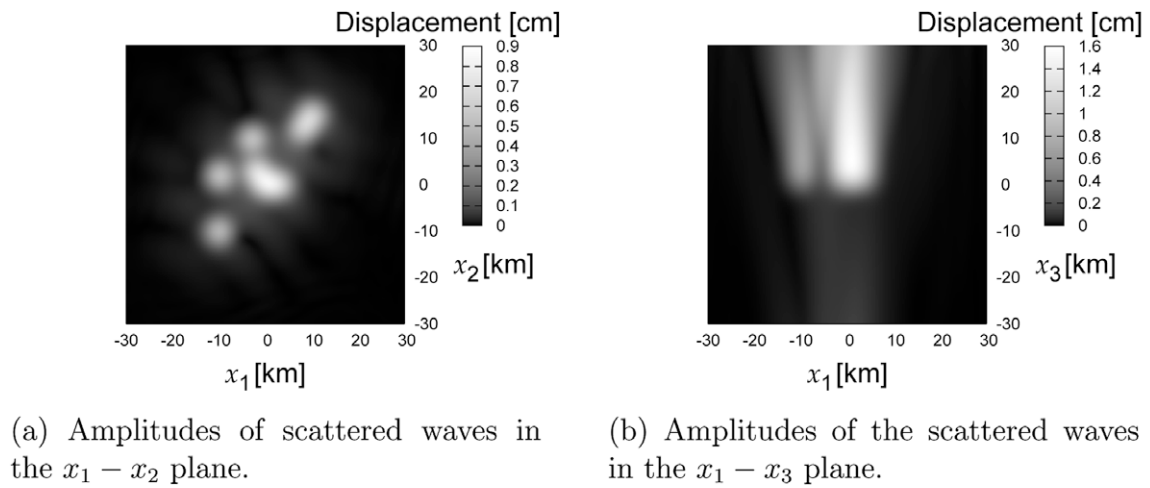 Displacement [cm]
30
0.9
20
0.8
0.7
10
0.6
0.5
0
0.4
0.3
-10
0.2
0.1
0
-20
x2 [km]
-30
-30 -20 -10 0 10 20 30
x1 [km]
(a) Amplitudes of scattered waves in
the x1 − x2 plane.
Displacement [cm]
30
1.6
20
1.4
1.2
10
1
0.8
0
0.6
0.4
-10
0.2
0
-20
x3 [km]
-30
-30 -20 -10 0 10 20 30
x1 [km]
(b) Amplitudes of the scattered waves
in the x1 − x3 plane.